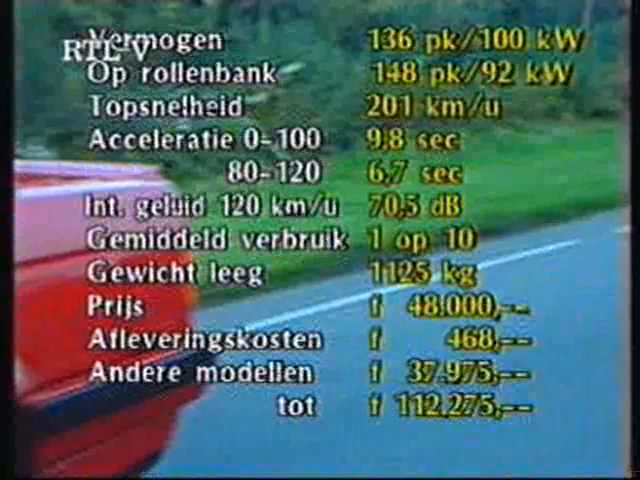 RTL-V
Vermogen 136 pk/100 kW
Op rollenbank 148 pk/92 kW
Topsnelheid 201 km/u
Acceleratie 0-100 9,8 sec
80-120 6,7 sec
Int. geluid 120 km/u 70,5 dB
Gemiddeld verbruik 1 op 10
Gewicht leeg 1125 kg
Prijs f 48.000,--
Afleveringskosten f 468,--
Andere modellen f 37.975,--
tot f 112.275,--